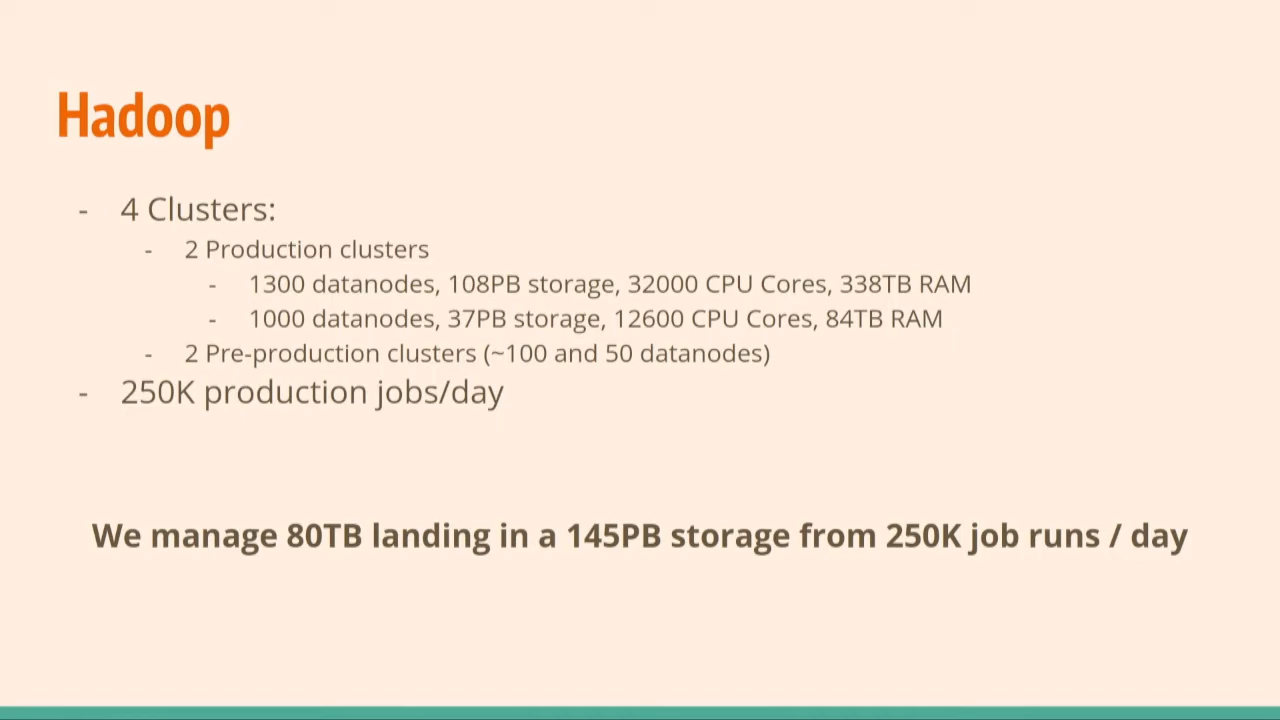 Hadoop
- 4 Clusters:
- 2 Production clusters
- 1300 datanodes, 108PB storage, 32000 CPU Cores, 338TB RAM
- 1000 datanodes, 37PB storage, 12600 CPU Cores, 84TB RAM
- 2 Pre-production clusters (~100 and 50 datanodes)
- 250K production jobs/day
We manage 80TB landing in a 145PB storage from 250K job runs / day